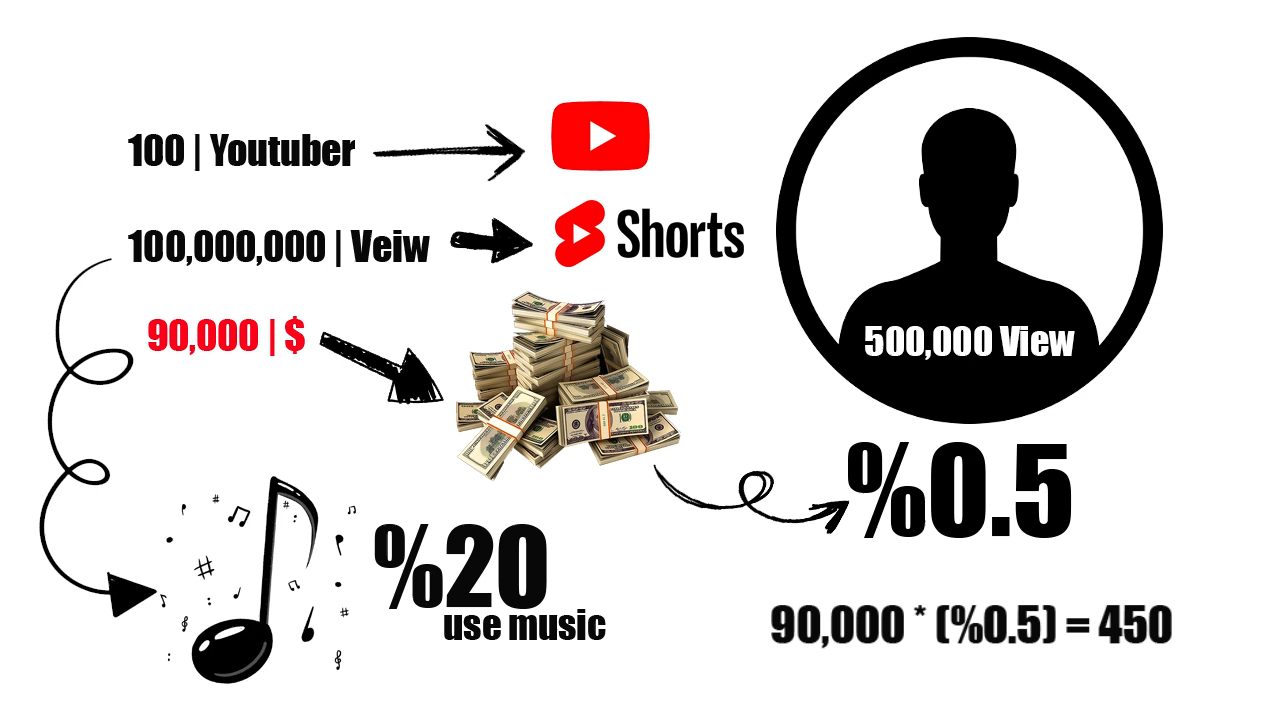 100 | Youtuber
100,000,000 | Veiw
Shorts
90,000 | $
500,000 View
%0.5
%20
use music
90,000 * (%0.5) = 450